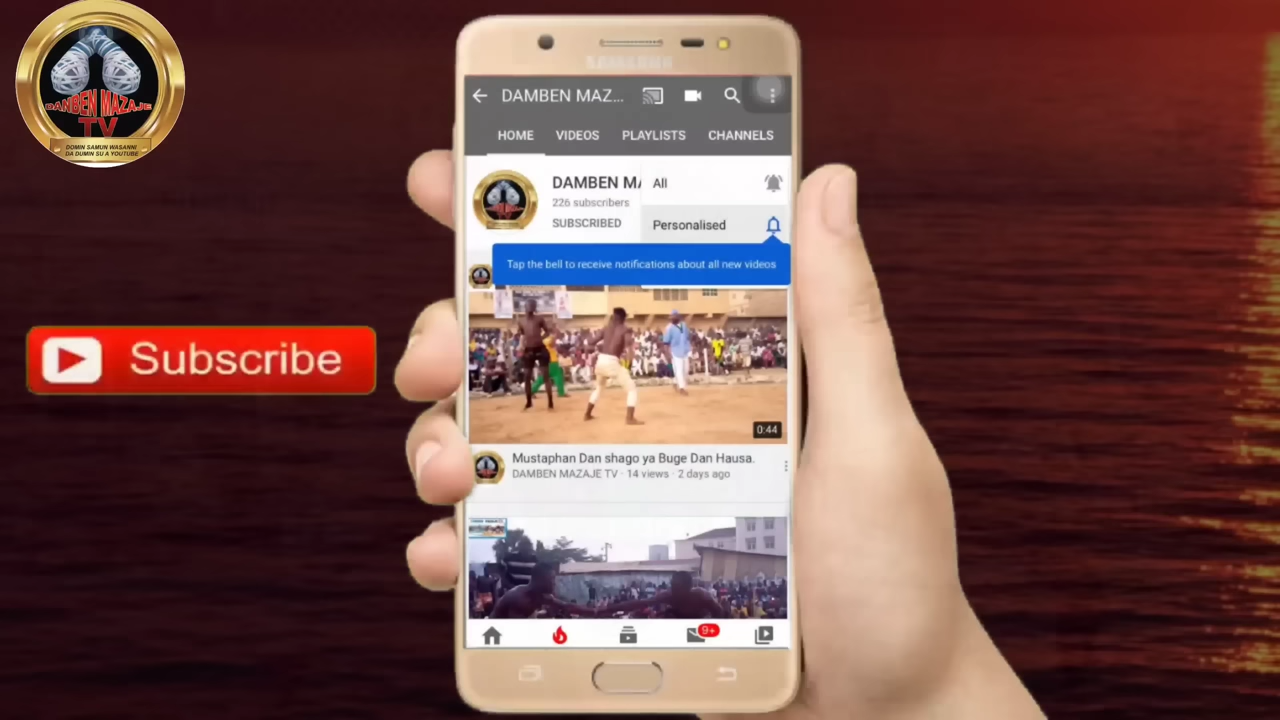 DANBEN MAZAJE
TV
DOMIN SAMUN WASANNI
DA DUMIN SU A YOUTUBE
Subscribe
SAMSUNG
DAMBEN MAZ...
HOME VIDEOS PLAYLISTS CHANNELS
DAMBEN MA
All
226 subscribers
SUBSCRIBED
Personalised
Tap the bell to receive notifications about all new videos
0:44
Mustaphan Dan shago ya Buge Dan Hausa.
DAMBEN MAZAJE TV · 14 views · 2 days ago
9+